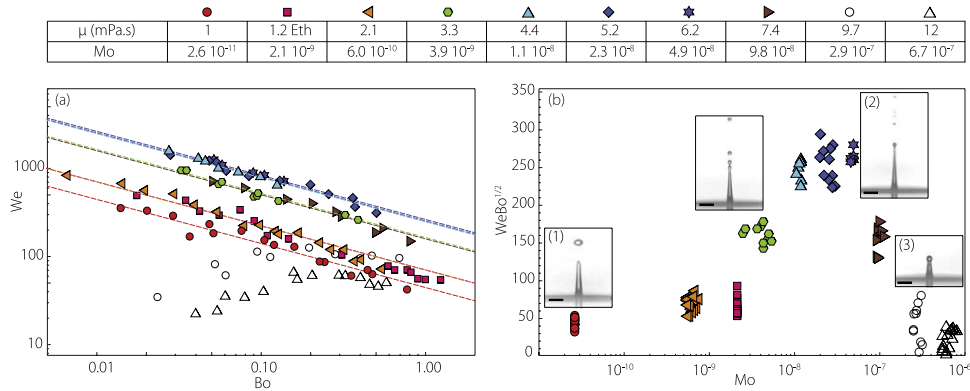 μ (mPa.s) 1 1.2 Eth 2.1 3.3 4.4 5.2 6.2 7.4 9.7 12
Mo 2.6 10⁻¹¹ 2.1 10⁻⁹ 6.0 10⁻¹⁰ 3.9 10⁻⁹ 1.1 10⁻⁸ 2.3 10⁻⁸ 4.9 10⁻⁸ 9.8 10⁻⁸ 2.9 10⁻⁷ 6.7 10⁻⁷
(a)
We
1000
100
10
0.01 0.10 1.00
Bo
(b)
WeBo¹/²
350
300
250
200
150
100
50
0
(1)
(2)
(3)
10⁻¹⁰ 10⁻⁹ 10⁻⁸ 10⁻⁷ 10⁻⁶
Mo